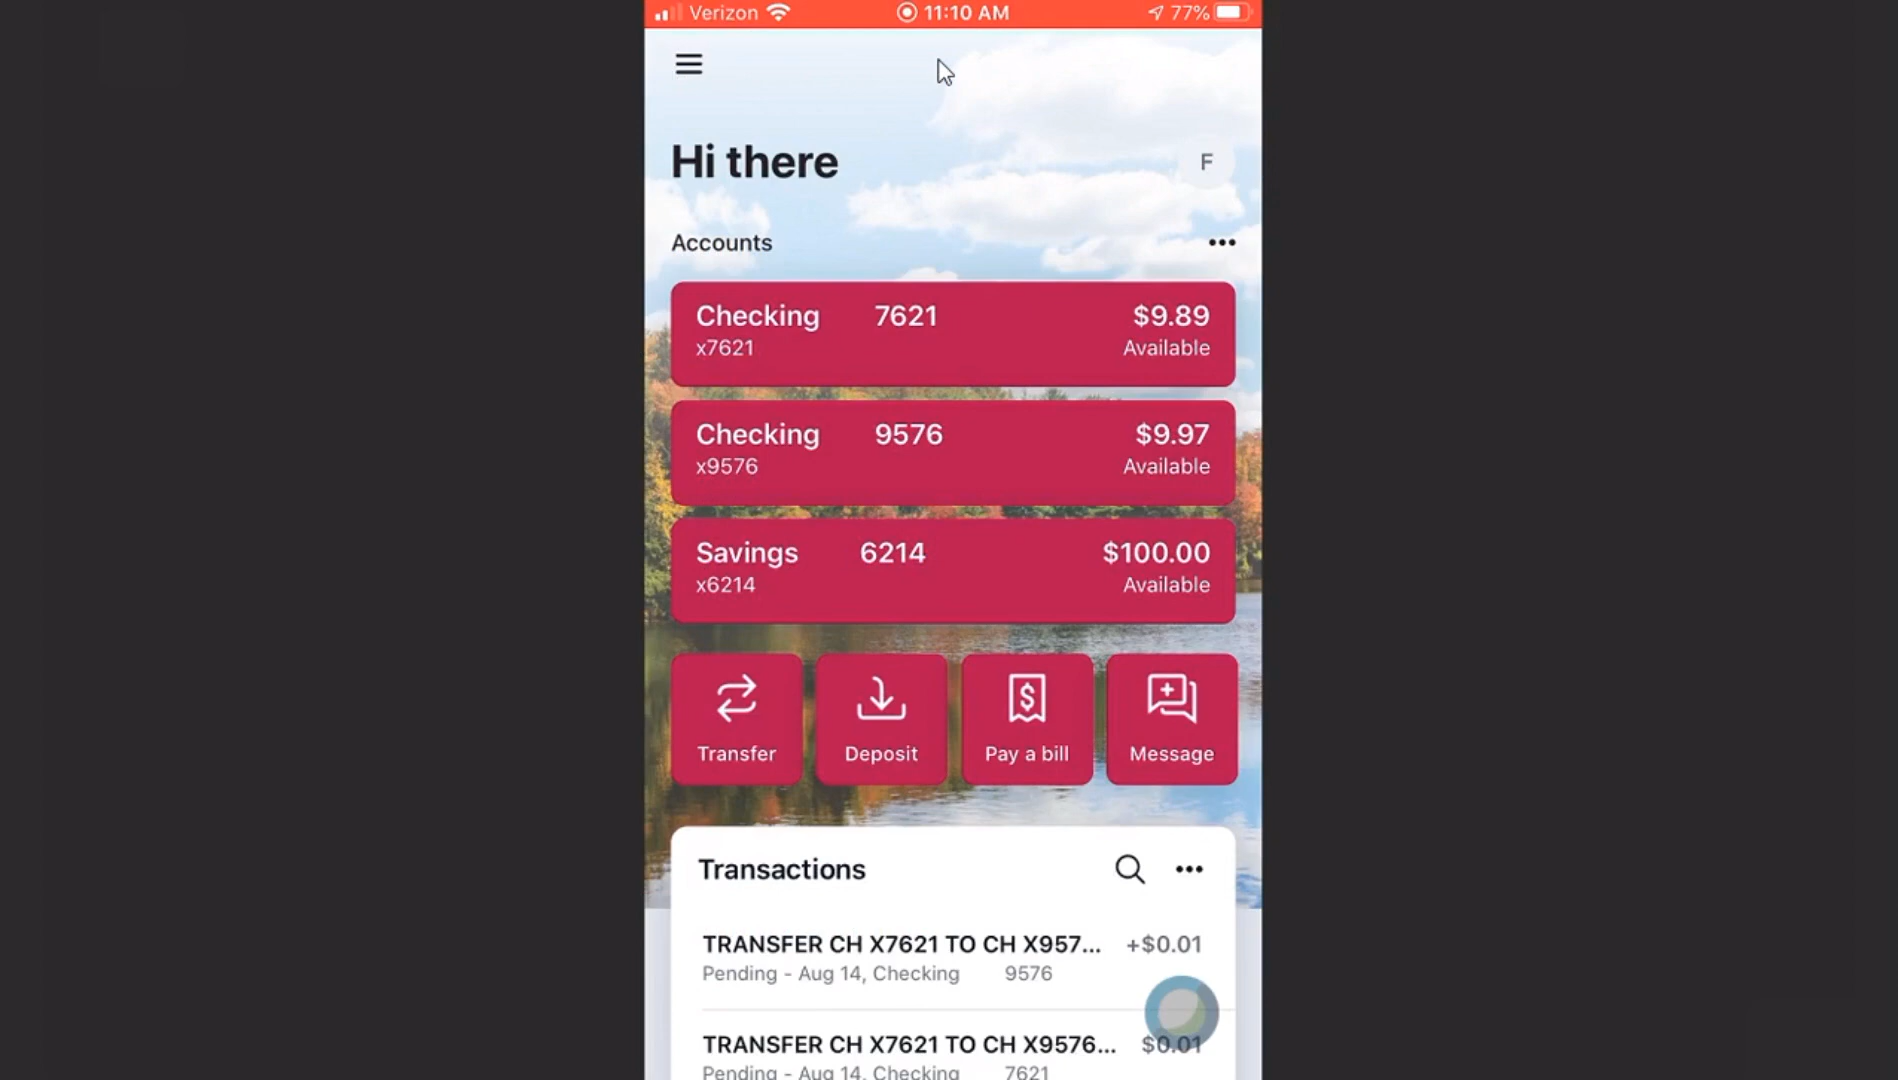 Verizon 11:10 AM 77%
Hi there
F
Accounts
Checking 7621 $9.89
x7621 Available
Checking 9576 $9.97
x9576 Available
Savings 6214 $100.00
x6214 Available
Transfer Deposit Pay a bill Message
Transactions
TRANSFER CH X7621 TO CH X957... +$0.01
Pending - Aug 14, Checking 9576
TRANSFER CH X7621 TO CH X9576... $0.01
Pending - Aug 14, Checking 7621